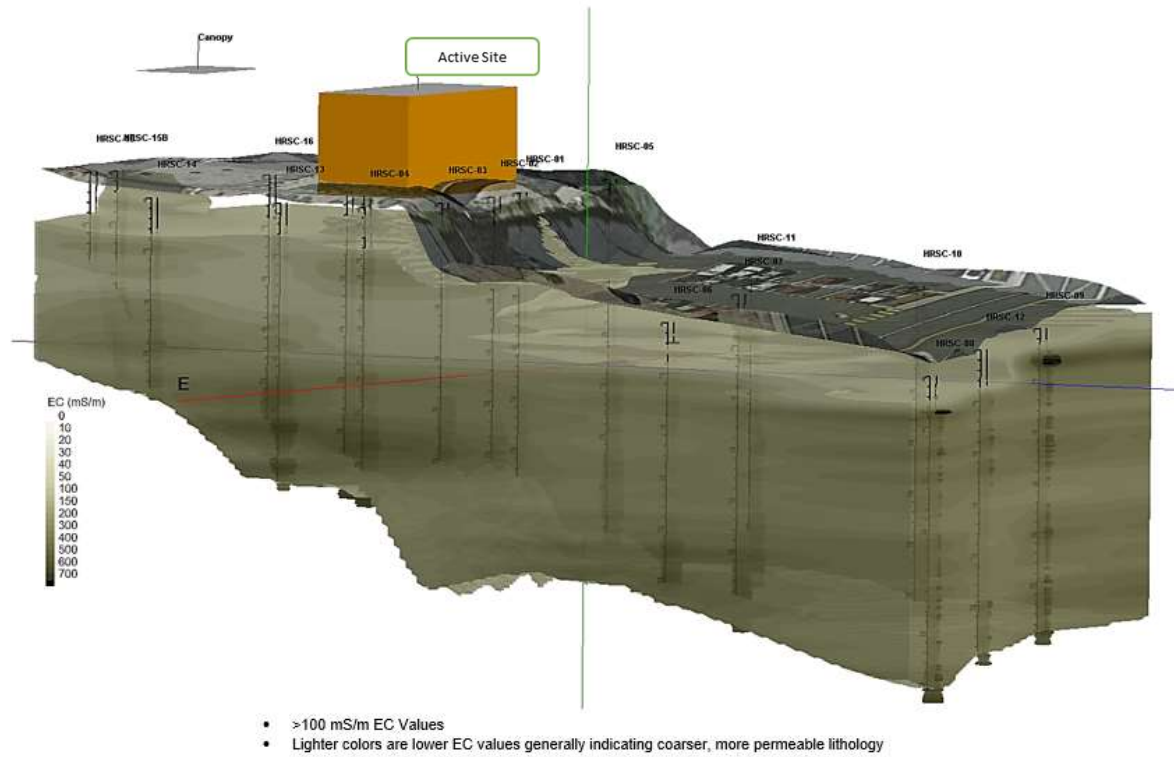 Canopy
Active Site
HRSC-15B
HRSC-16
HRSC-14
HRSC-13
HRSC-04
HRSC-03
HRSC-02
HRSC-01
HRSC-05
HRSC-11
HRSC-10
HRSC-07
HRSC-06
HRSC-09
HRSC-12
HRSC-08
E
EC (mS/m)
0
10
20
30
40
50
100
150
200
300
400
500
600
700
• >100 mS/m EC Values
• Lighter colors are lower EC values generally indicating coarser, more permeable lithology